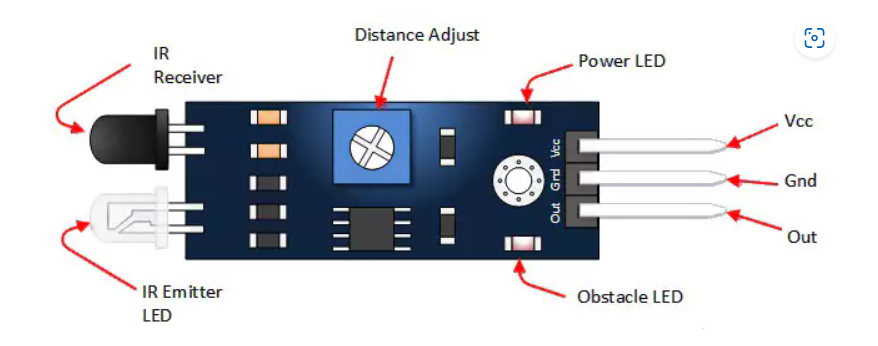 Distance Adjust
IR
Receiver
Power LED
Vcc
Gnd
Out
Vcc
Grd
Out
IR Emitter
LED
Obstacle LED